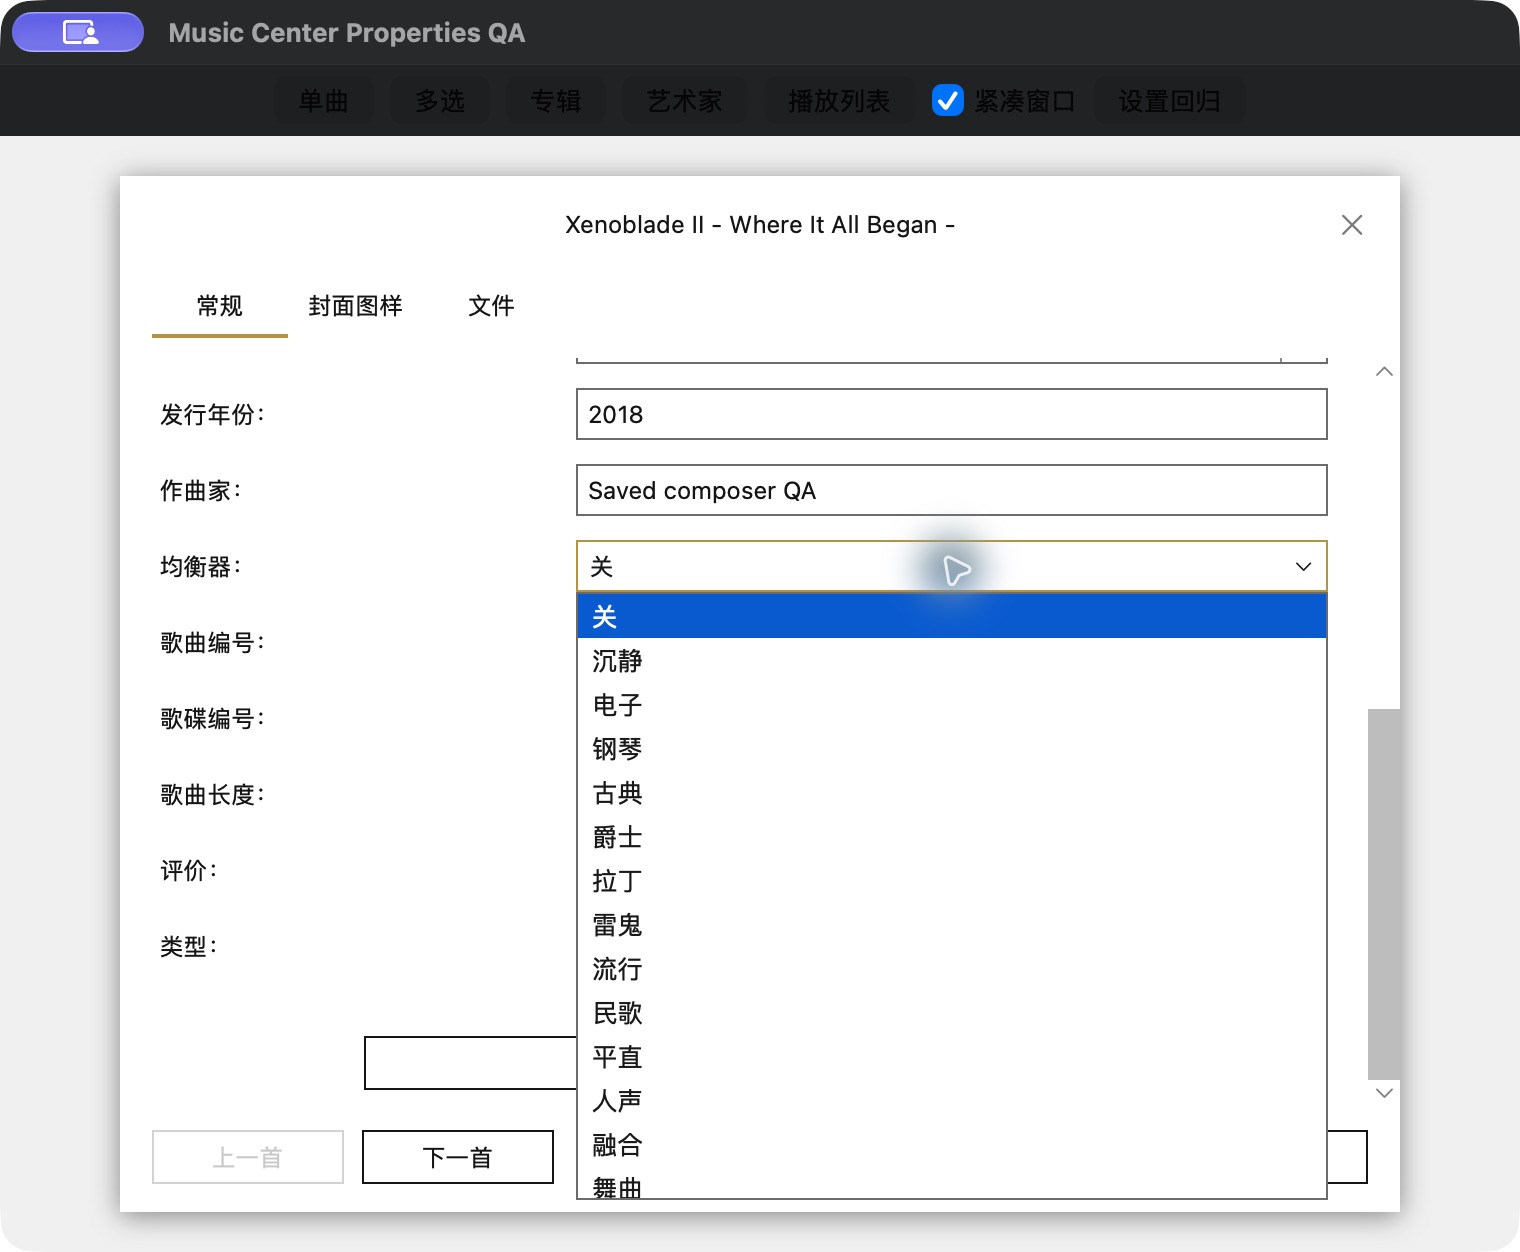 Music Center Properties QA
单曲 多选 专辑 艺术家 播放列表 紧凑窗口 设置回归
Xenoblade II - Where It All Began -
常规 封面图样 文件
发行年份: 2018
作曲家: Saved composer QA
均衡器: 关
关
歌曲编号:
沉静
电子
歌碟编号:
钢琴
歌曲长度:
古典
爵士
评价:
拉丁
雷鬼
类型:
流行
民歌
平直
人声
融合
上一首 下一首
舞曲